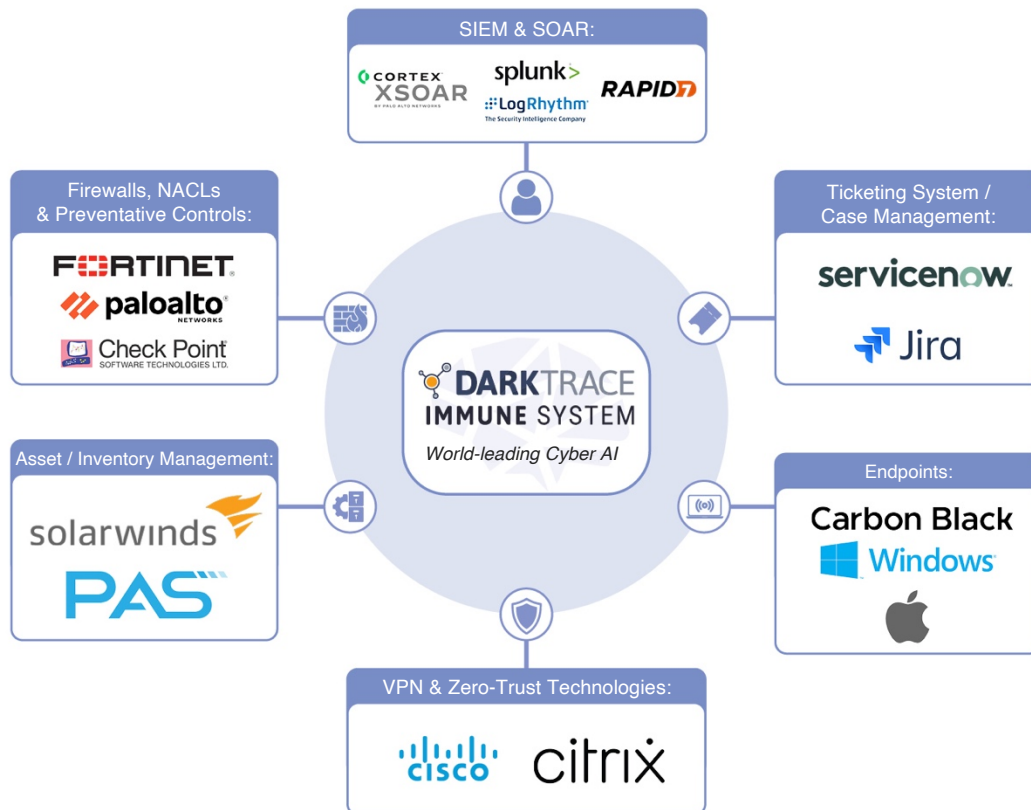 SIEM & SOAR:
CORTEX
XSOAR
BY PALO ALTO NETWORKS
splunk>
LogRhythm
The Security Intelligence Company
RAPID7
Firewalls, NACLs
& Preventative Controls:
FORTINET
paloalto
NETWORKS
Check Point
SOFTWARE TECHNOLOGIES LTD.
Ticketing System /
Case Management:
servicenow
Jira
DARKTRACE
IMMUNE SYSTEM
World-leading Cyber AI
Asset / Inventory Management:
solarwinds
PAS
Endpoints:
Carbon Black
Windows
VPN & Zero-Trust Technologies:
CISCO
citrix